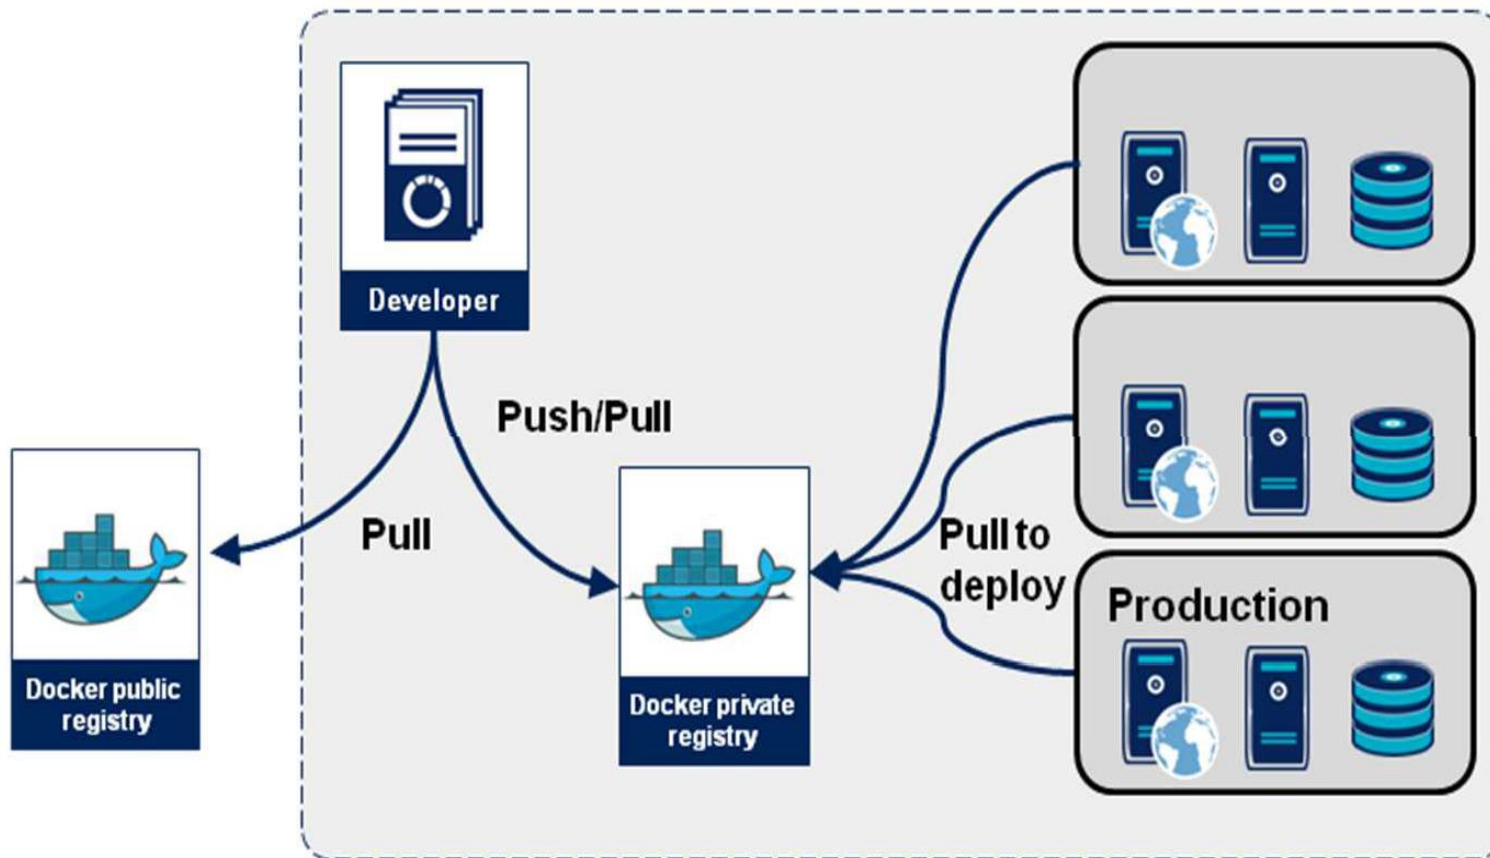 Developer
Push/Pull
Pull
Docker public
registry
Docker private
registry
Pull to
deploy
Production